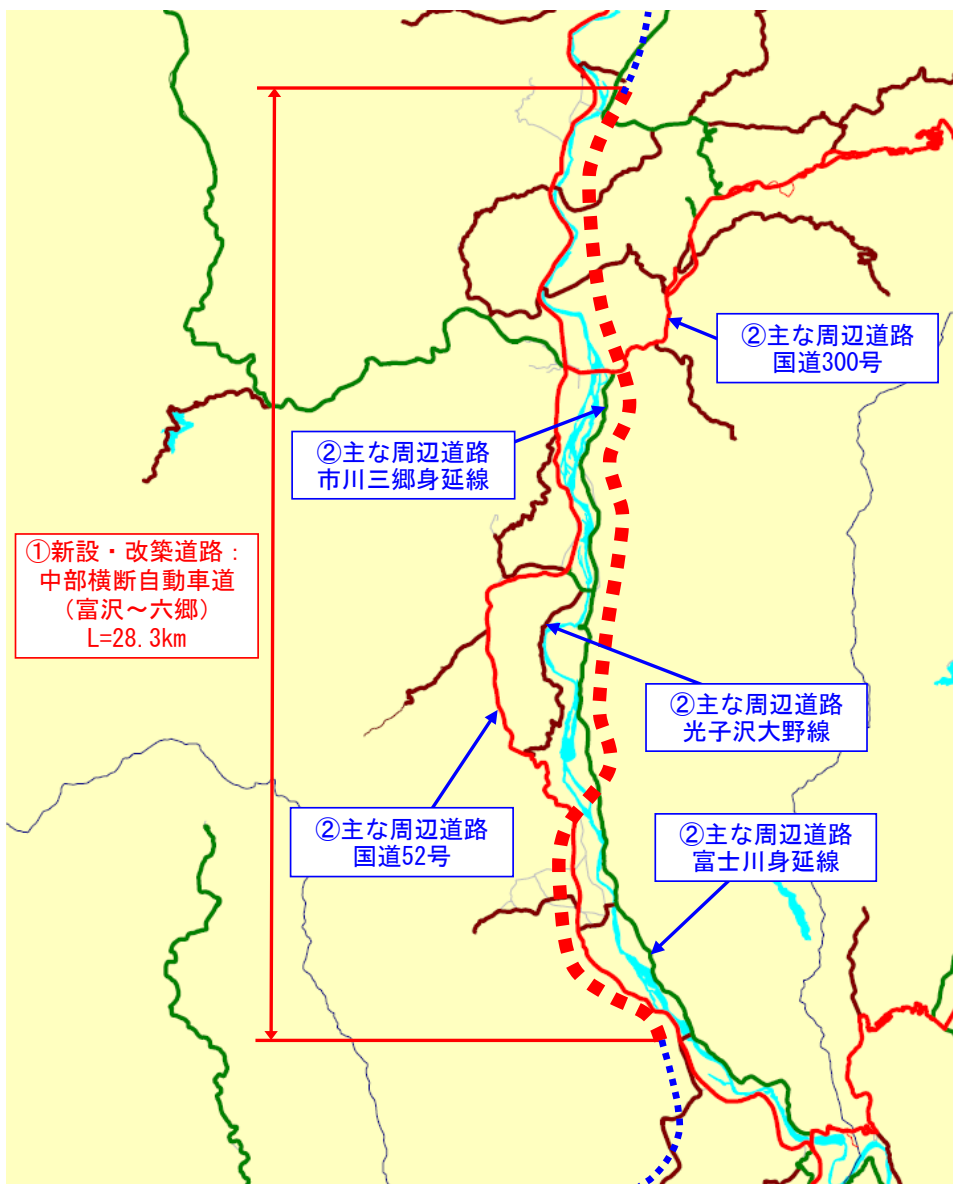 ②主な周辺道路
国道300号
②主な周辺道路
市川三郷身延線
①新設・改築道路：
中部横断自動車道
（富沢～六郷）
L=28.3km
②主な周辺道路
光子沢大野線
②主な周辺道路
国道52号
②主な周辺道路
富士川身延線